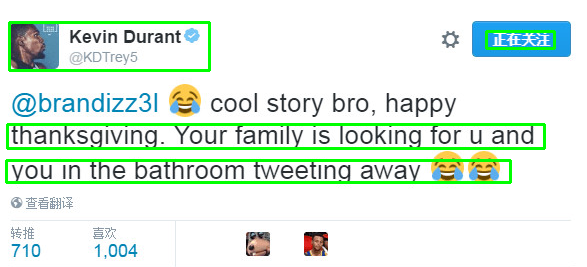 Kevin Durant
@KDTrey5
正在关注
@brandizz3l 😂 cool story bro, happy
thanksgiving. Your family is looking for u and
you in the bathroom tweeting away 😂😂
查看翻译
转推 喜欢
710 1,004